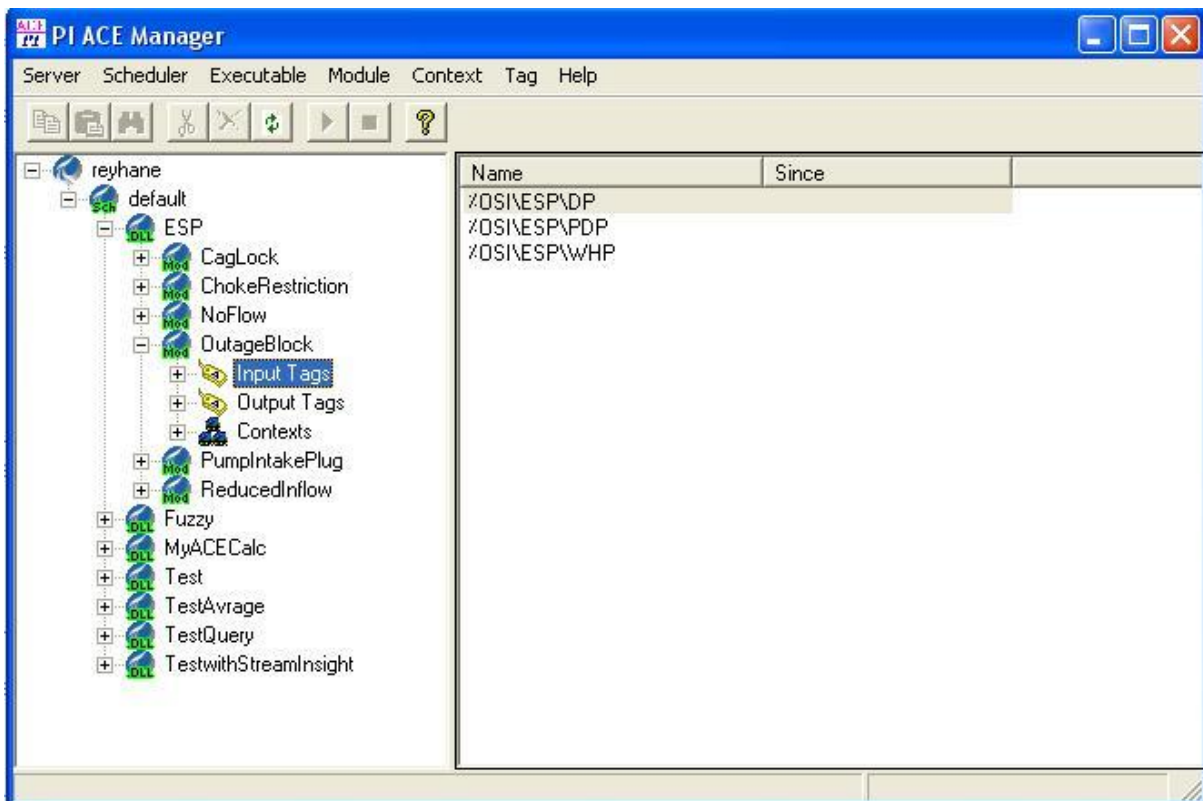 PI ACE Manager
Server Scheduler Executable Module Context Tag Help
reyhane
default
ESP
CagLock
ChokeRestriction
NoFlow
OutageBlock
Input Tags
Output Tags
Contexts
PumpIntakePlug
ReducedInflow
Fuzzy
MyACECalc
Test
TestAvrage
TestQuery
TestwithStreamInsight
Name Since
%OSI\ESP\DP
%OSI\ESP\PDP
%OSI\ESP\WHP